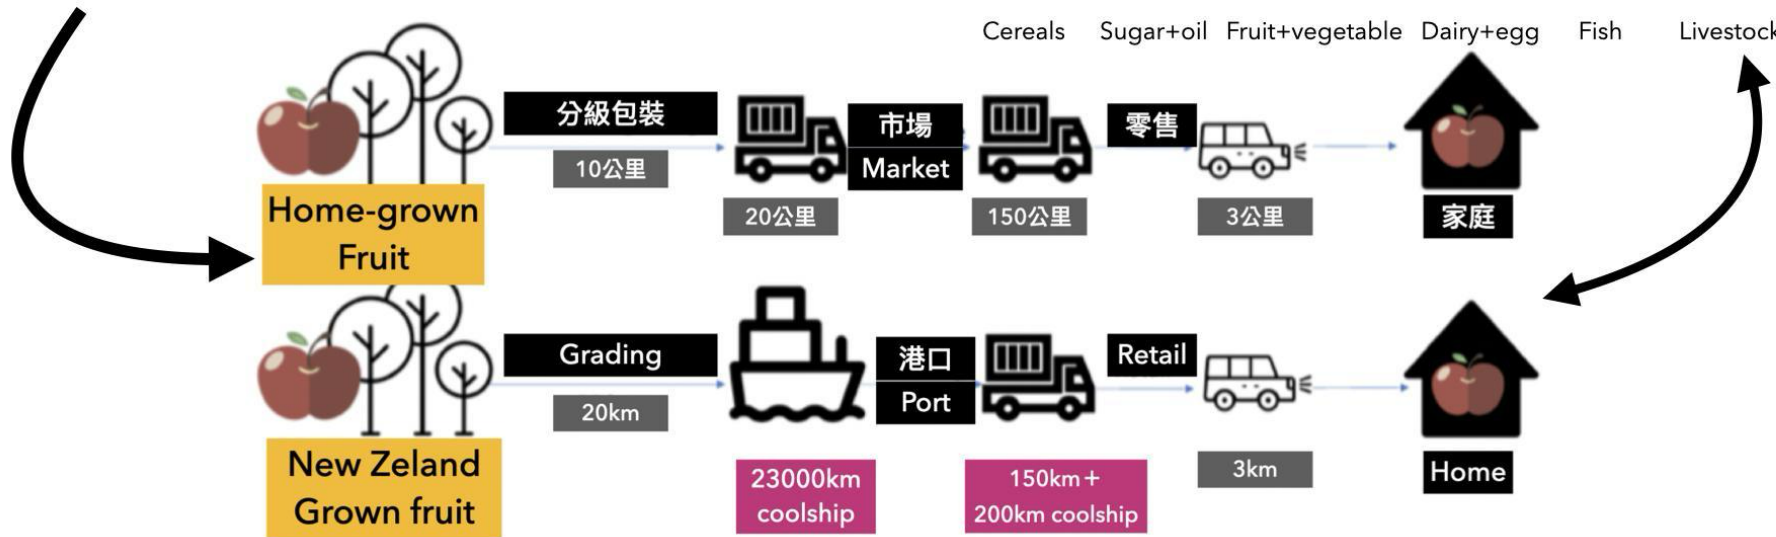 Cereals Sugar+oil Fruit+vegetable Dairy+egg Fish Livestock
分級包裝
10公里
20公里
市場
Market
150公里
零售
3公里
家庭
Home-grown
Fruit
Grading
20km
港口
Port
Retail
New Zeland
Grown fruit
23000km
coolship
150km+
200km coolship
3km
Home